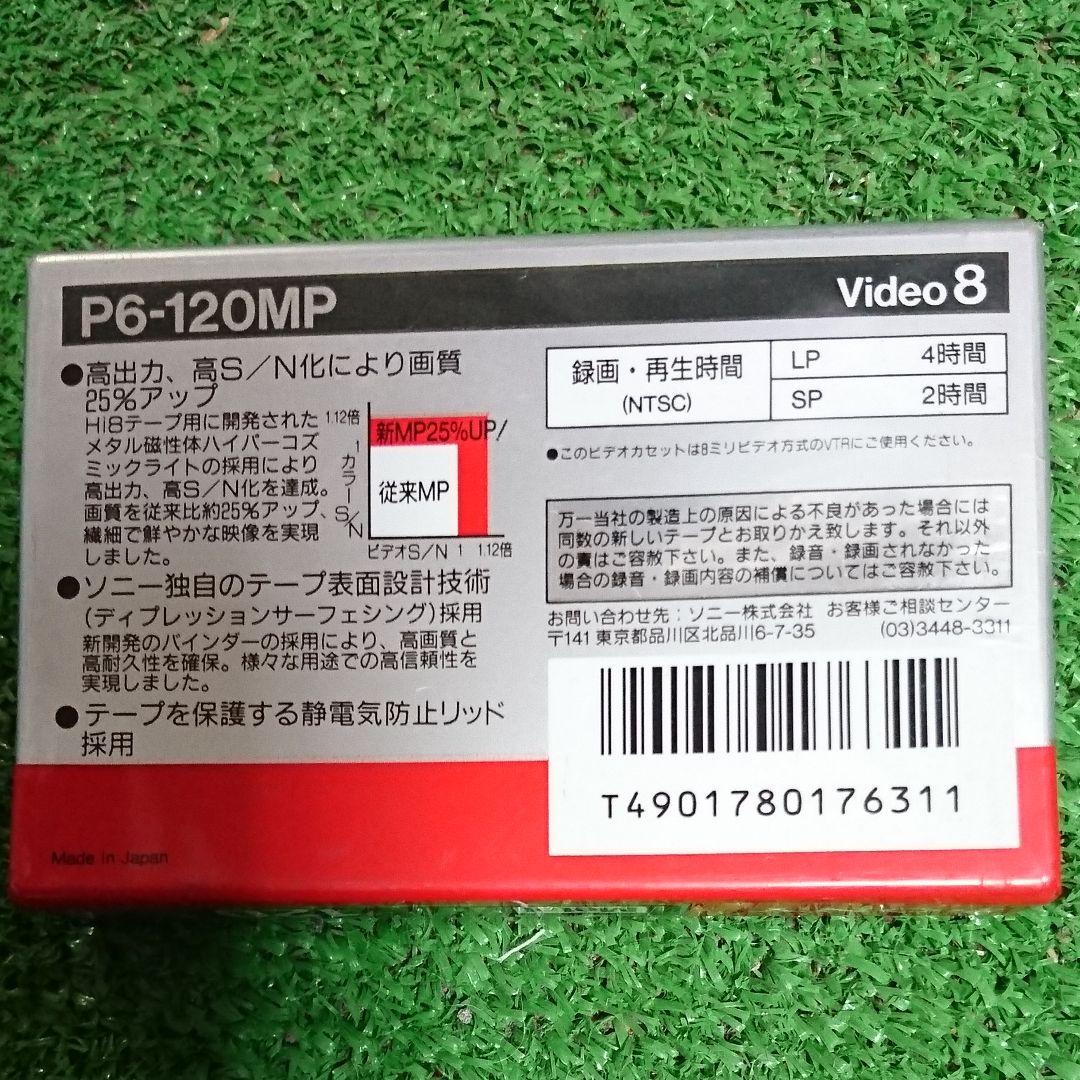 P6-120MP
Video 8
●高出力、高S/N化により画質
25%アップ
Hi8テープ用に開発された
メタル磁性体ハイパーコズ
ミックライトの採用により
高出力、高S/N化を達成。
画質を従来比約25%アップ、
繊細で鮮やかな映像を実現
しました。
1.12倍
1
カラーS/N
新MP25%UP/
従来MP
ビデオS/N 1 1.12倍
●ソニー独自のテープ表面設計技術
(ディプレッションサーフェシング)採用
新開発のバインダーの採用により、高画質と
高耐久性を確保。様々な用途での高信頼性を
実現しました。
●テープを保護する静電気防止リッド
採用
Made in Japan
録画・再生時間
(NTSC)
LP 4時間
SP 2時間
●このビデオカセットは8ミリビデオ方式のVTRにご使用ください。
万一当社の製造上の原因による不良があった場合には
同数の新しいテープとお取りかえ致します。それ以外
の責はご容赦下さい。また、録音・録画されなかった
場合の録音・録画内容の補償についてはご容赦下さい。
お問い合わせ先:ソニー株式会社 お客様ご相談センター
〒141 東京都品川区北品川6-7-35 (03)3448-3311
T4901780176311